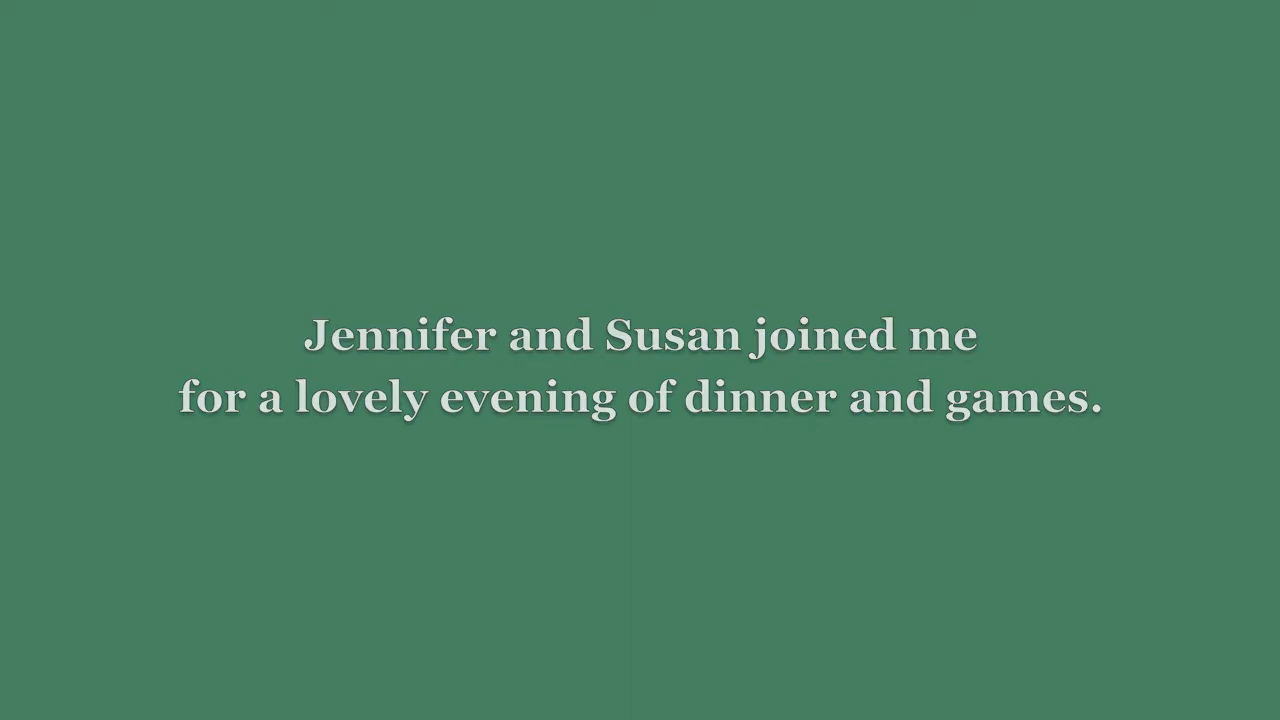 Jennifer and Susan joined me
for a lovely evening of dinner and games.